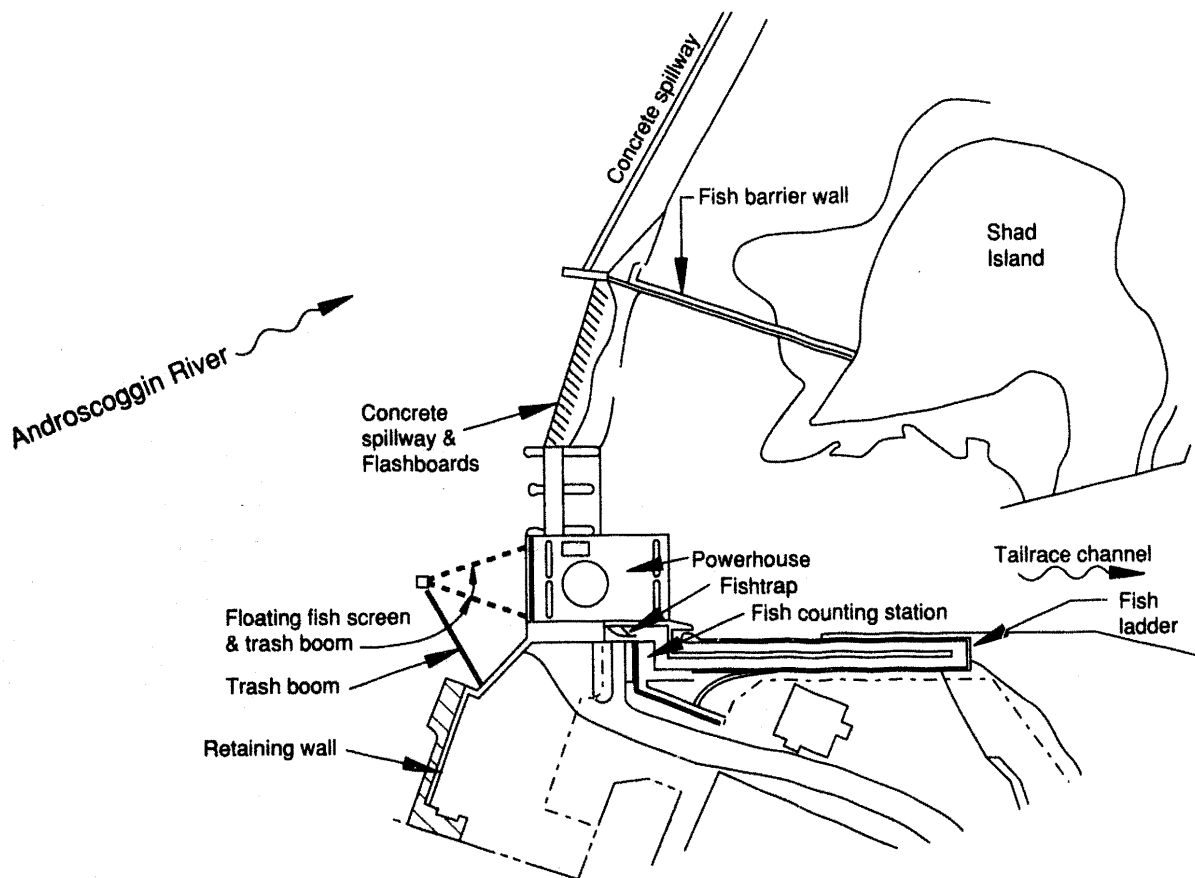 Concrete spillway
Fish barrier wall
Shad
Island
Androscoggin River
Concrete
spillway &
Flashboards
Powerhouse
Tailrace channel
Fishtrap
Fish counting station
Fish
ladder
Floating fish screen
& trash boom
Trash boom
Retaining wall